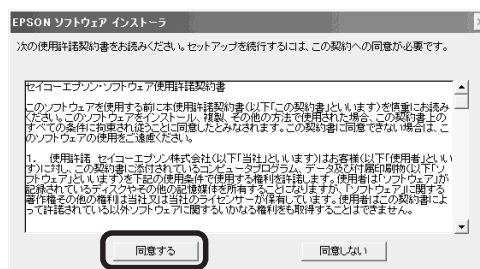 EPSON ソフトウェア インストーラ
次の使用許諾契約書をお読みください。セットアップを続行するには、この契約への同意が必要です。
セイコーエプソン・ソフトウェア使用許諾契約書
このソフトウェアを使用する前に本使用許諾契約書(以下「この契約書」といいます)を慎重にお読み
ください。このソフトウェアをインストール、複製、その他の方法で使用された場合、この契約書上の
すべての条件に拘束され従うことに同意したとみなされます。この契約書に同意できない場合は、こ
のソフトウェアの使用をご遠慮ください。
1. 使用許諾 セイコーエプソン株式会社(以下「当社」といいます)はお客様(以下「使用者」といいま
す)に対し、この契約書に添付されているコンピュータプログラム、データ及び付属印刷物(以下「ソ
フトウェア」といいます)を下記の使用条件で使用する権利を許諾します。使用者は「ソフトウェア」が
記録されているディスクやその他の記憶媒体を所有することになりますが、「ソフトウェア」に関する
著作権その他の権利は当社又は当社のライセンサーが保有しています。使用者はこの契約書によ
って許諾されている以外ソフトウェアに関するいかなる権利をも取得することはできません。
同意する
同意しない